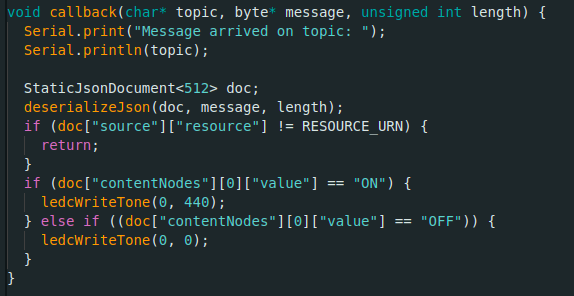 void callback(char* topic, byte* message, unsigned int length) {
  Serial.print("Message arrived on topic: ");
  Serial.println(topic);

  StaticJsonDocument<512> doc;
  deserializeJson(doc, message, length);
  if (doc["source"]["resource"] != RESOURCE_URN) {
    return;
  }
  if (doc["contentNodes"][0]["value"] == "ON") {
    ledcWriteTone(0, 440);
  } else if ((doc["contentNodes"][0]["value"] == "OFF")) {
    ledcWriteTone(0, 0);
  }
}